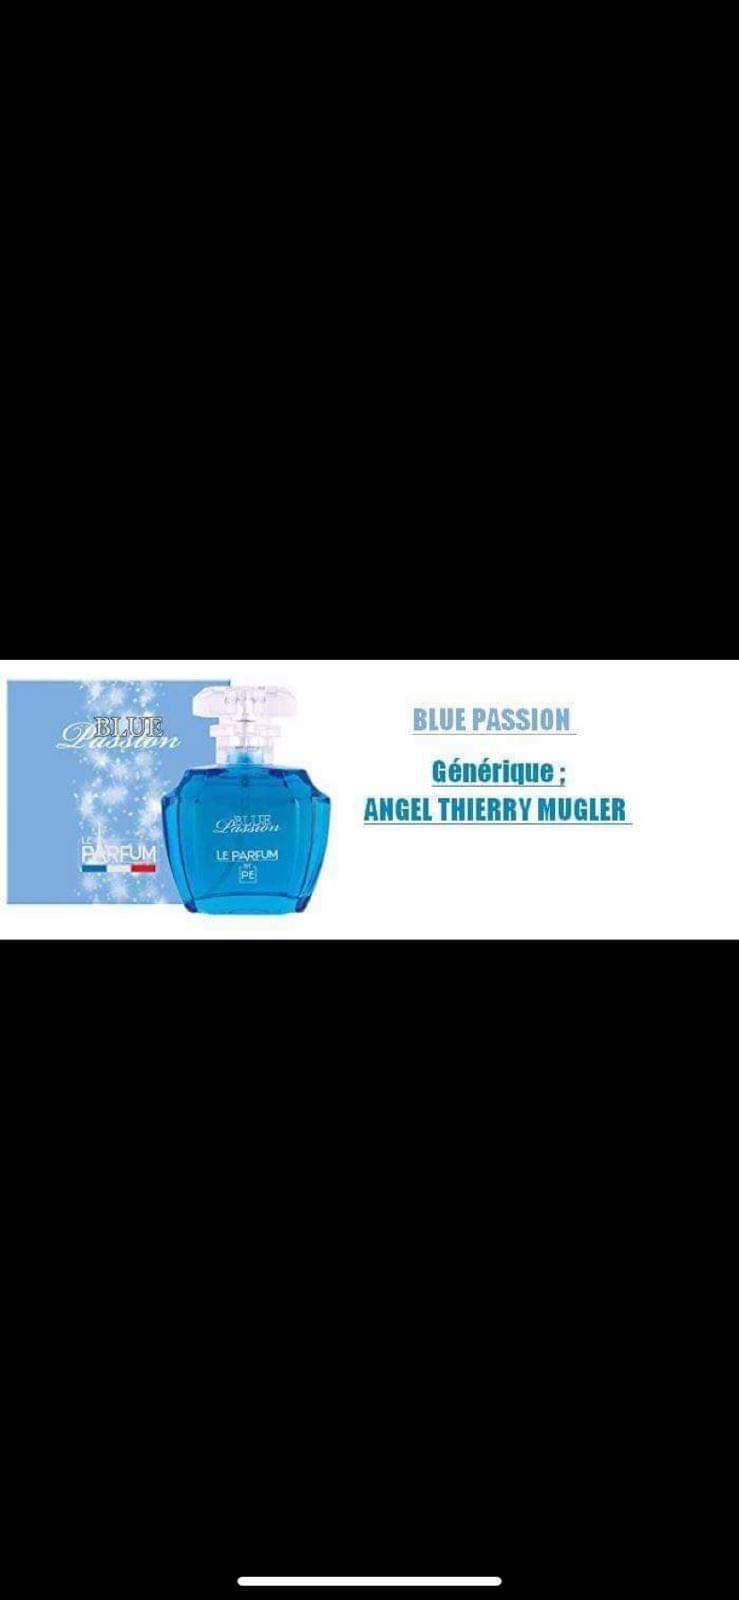 BLUE
Passion
LE
PARFUM
BLUE
Passion
LE PARFUM
BY
PE
BLUE PASSION
Générique ;
ANGEL THIERRY MUGLER